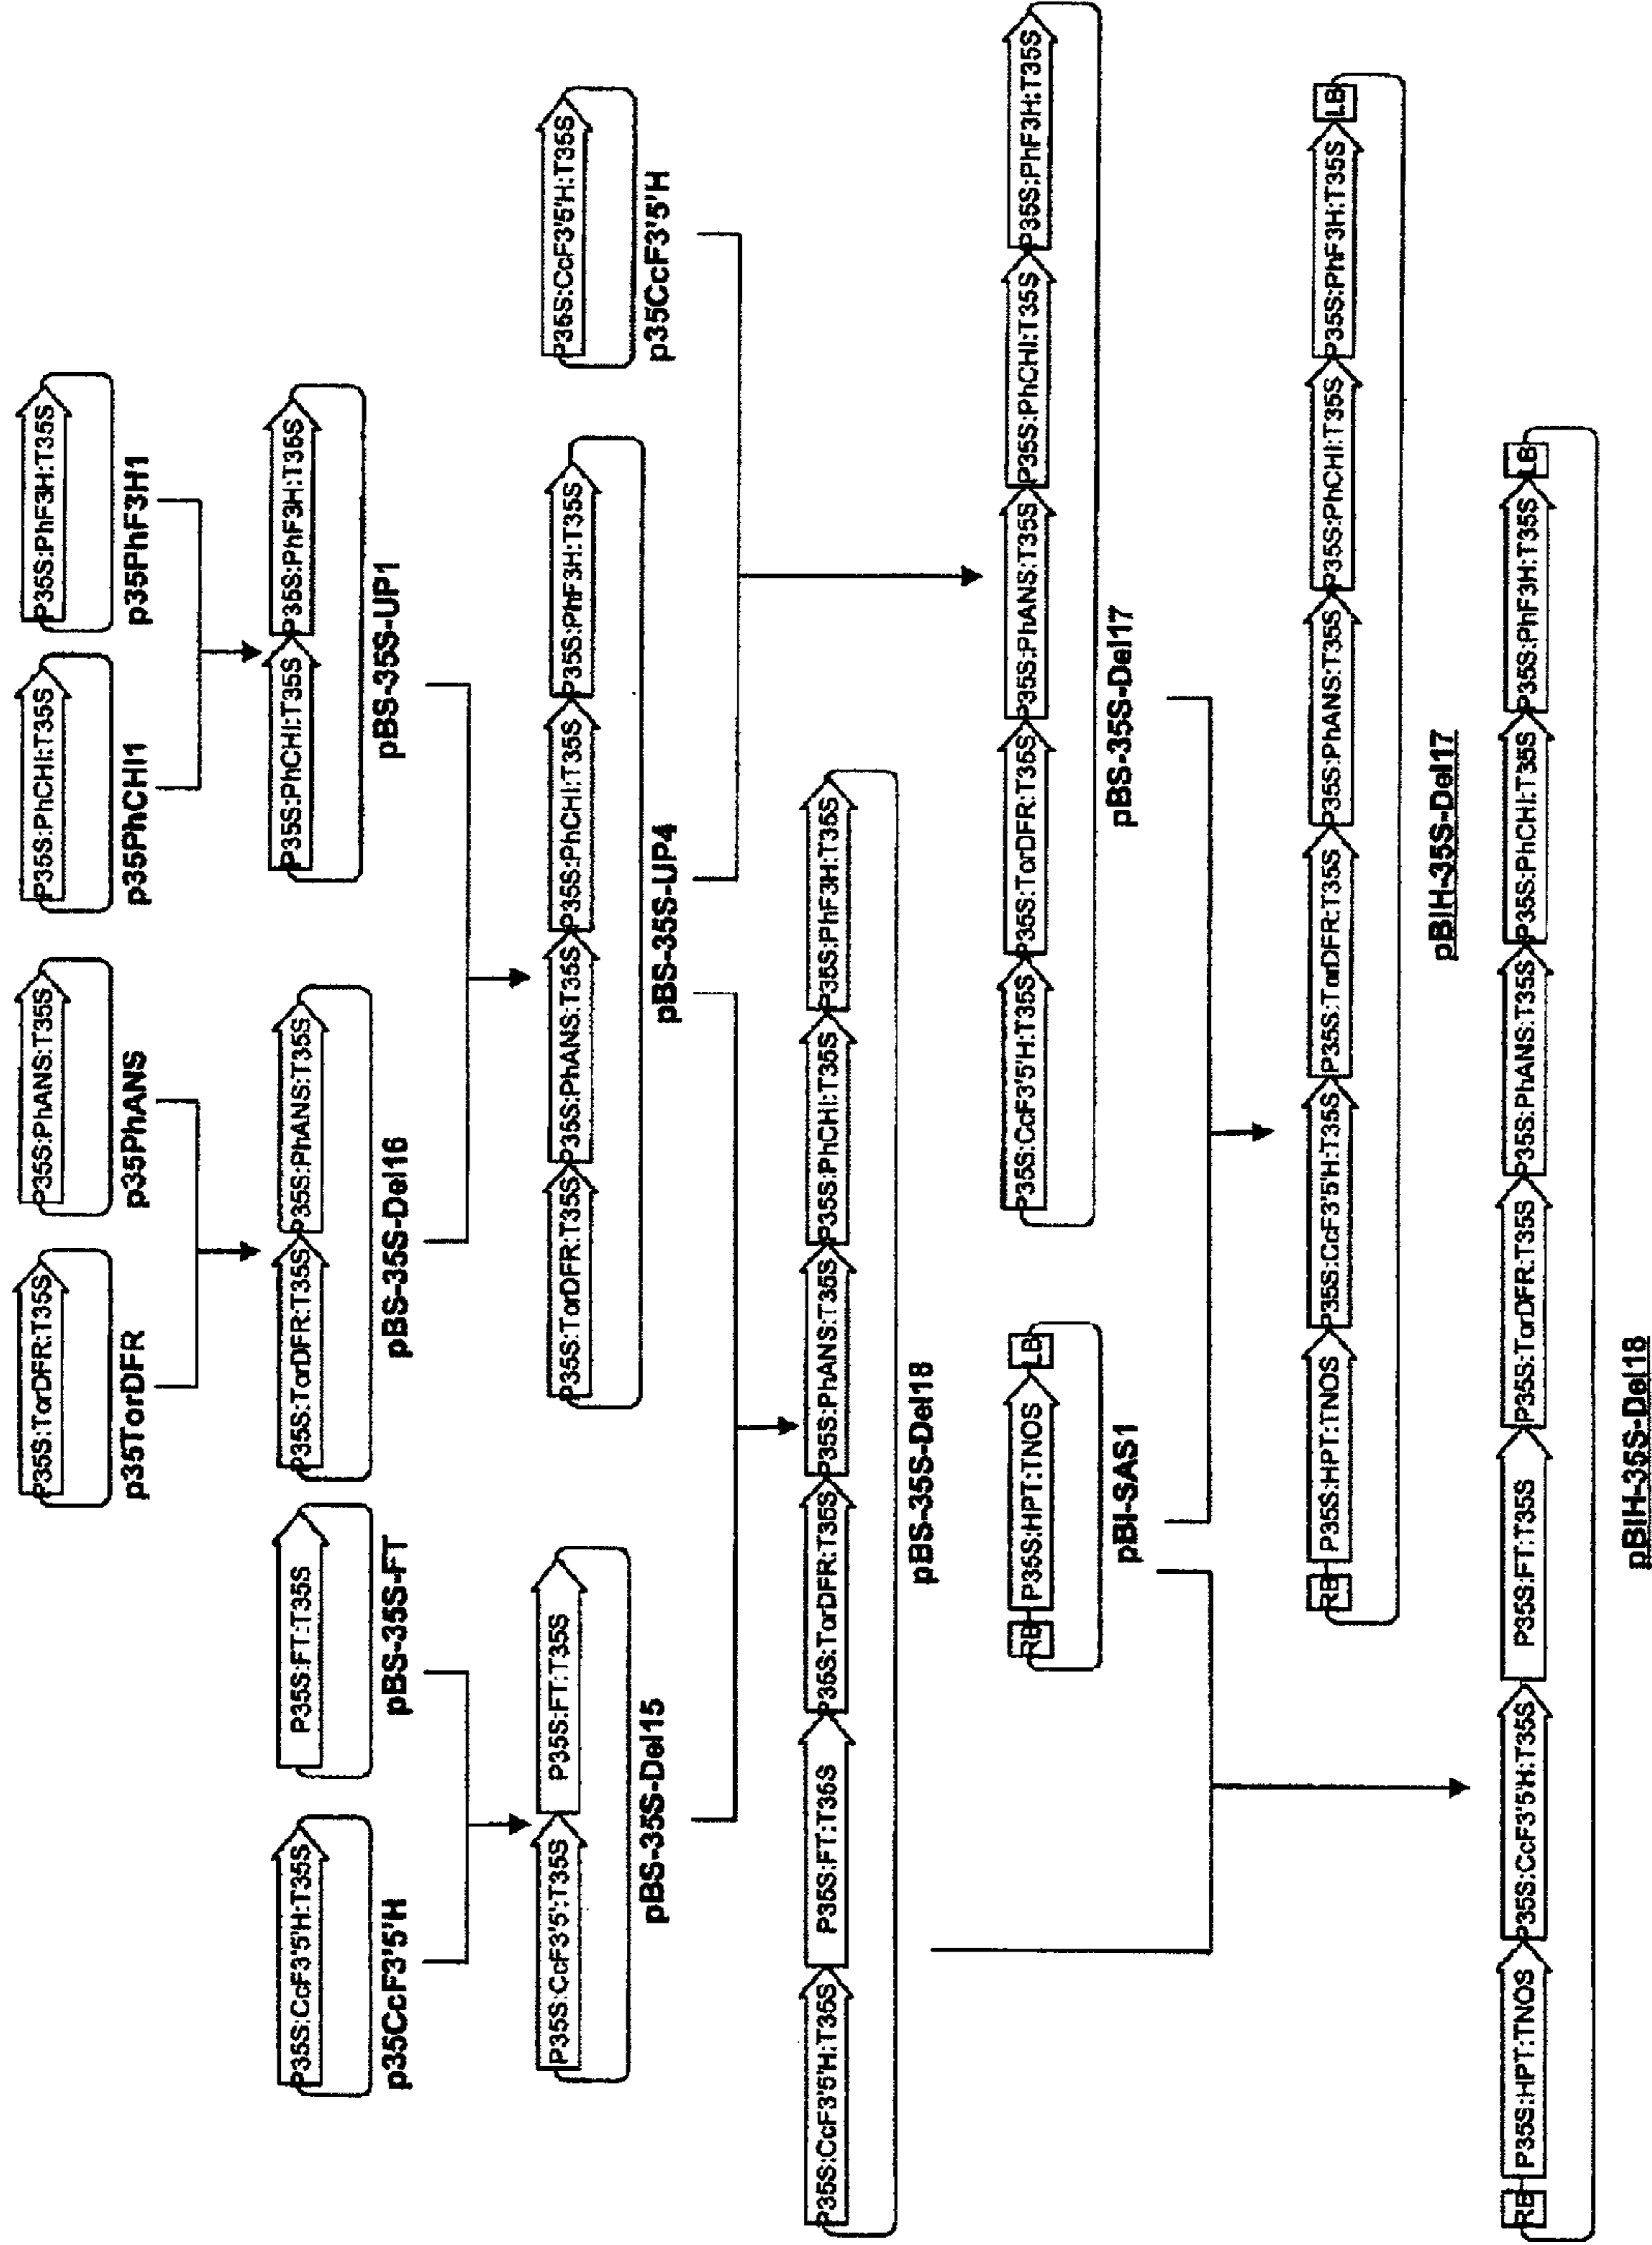 P35S:TorDFR:T35S
p35TorDFR
P35S:PhANS:T35S
p35PhANS
P35S:PhCHI:T35S
p35PhCHI1
P35S:PhF3H:T35S
p35PhF3H1
P35S:CcF3'5'H:T35S
p35CcF3'5'H
P35S:FT:T35S
pBS-35S-FT
P35S:TorDFR:T35S P35S:PhANS:T35S
pBS-35S-Del16
P35S:PhCHI:T35S P35S:PhF3H:T35S
pBS-35S-UP1
P35S:CcF3'5':T35S P35S:FT:T35S
pBS-35S-Del15
P35S:TorDFR:T35S P35S:PhANS:T35S P35S:PhCHI:T35S P35S:PhF3H:T35S
pBS-35S-UP4
P35S:CcF3'5'H:T35S
p35CcF3'5'H
P35S:CcF3'5'H:T35S P35S:FT:T35S P35S:TorDFR:T35S P35S:PhANS:T35S P35S:PhCHI:T35S P35S:PhF3H:T35S
pBS-35S-Del18
RB P35S:HPT:TNOS LB
pBI-SAS1
P35S:CcF3'5'H:T35S P35S:TorDFR:T35S P35S:PhANS:T35S P35S:PhCHI:T35S P35S:PhF3H:T35S
pBS-35S-Del17
RB P35S:HPT:TNOS P35S:CcF3'5'H:T35S P35S:TorDFR:T35S P35S:PhANS:T35S P35S:PhCHI:T35S P35S:PhF3H:T35S LB
pBIH-35S-Del17
RB P35S:HPT:TNOS P35S:CcF3'5'H:T35S P35S:FT:T35S P35S:TorDFR:T35S P35S:PhANS:T35S P35S:PhCHI:T35S P35S:PhF3H:T35S LB
pBIH-35S-Del18